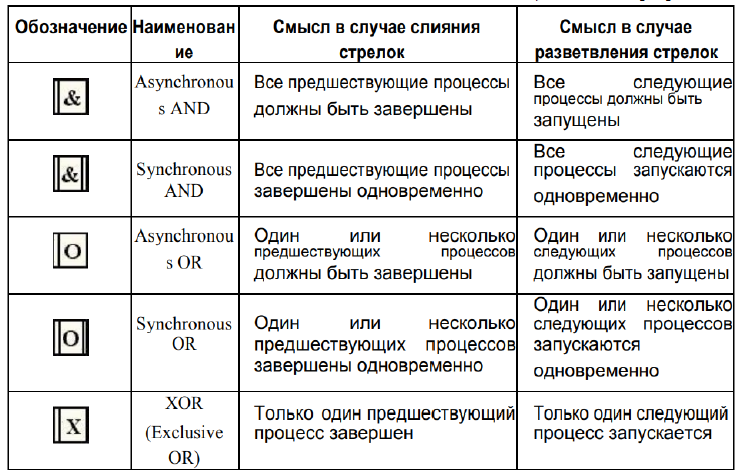 Обозначение Наименован Смысл в случае слияния Смысл в случае
ие стрелок разветвления стрелок
& Asynchronou Все предшествующие процессы Все следующие
s AND должны быть завершены процессы должны быть
запущены
& Synchronous Все предшествующие процессы Все следующие
AND завершены одновременно процессы запускаются
одновременно
O Asynchronou Один или несколько Один или несколько
s OR предшествующих процессов следующих процессов
должны быть завершены должны быть запущены
O Synchronous Один или несколько Один или несколько
OR предшествующих процессов следующих процессов
завершены одновременно запускаются
одновременно
X XOR Только один предшествующий Только один следующий
(Exclusive процесс завершен процесс запускается
OR)